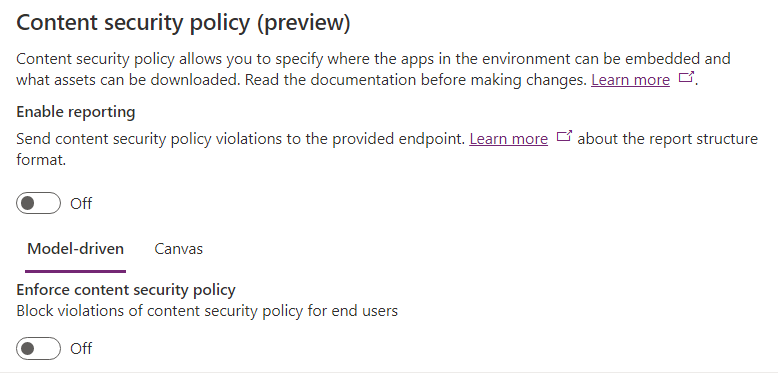 Content security policy (preview)
Content security policy allows you to specify where the apps in the environment can be embedded and
what assets can be downloaded. Read the documentation before making changes. Learn more .
Enable reporting
Send content security policy violations to the provided endpoint. Learn more about the report structure
format.
Off
Model-driven Canvas
Enforce content security policy
Block violations of content security policy for end users
Off